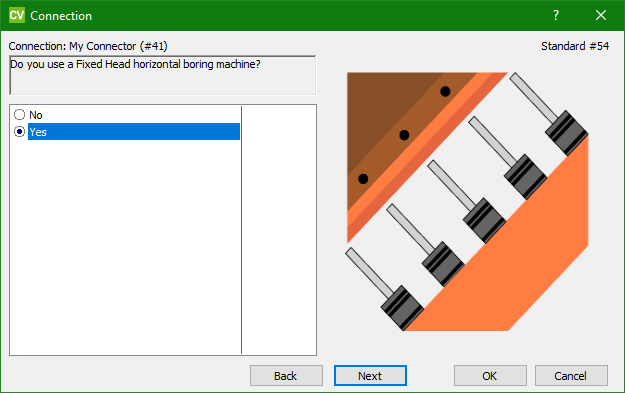 CV Connection
Connection: My Connector (#41)
Standard #54
Do you use a Fixed Head horizontal boring machine?
No
Yes
Back
Next
OK
Cancel